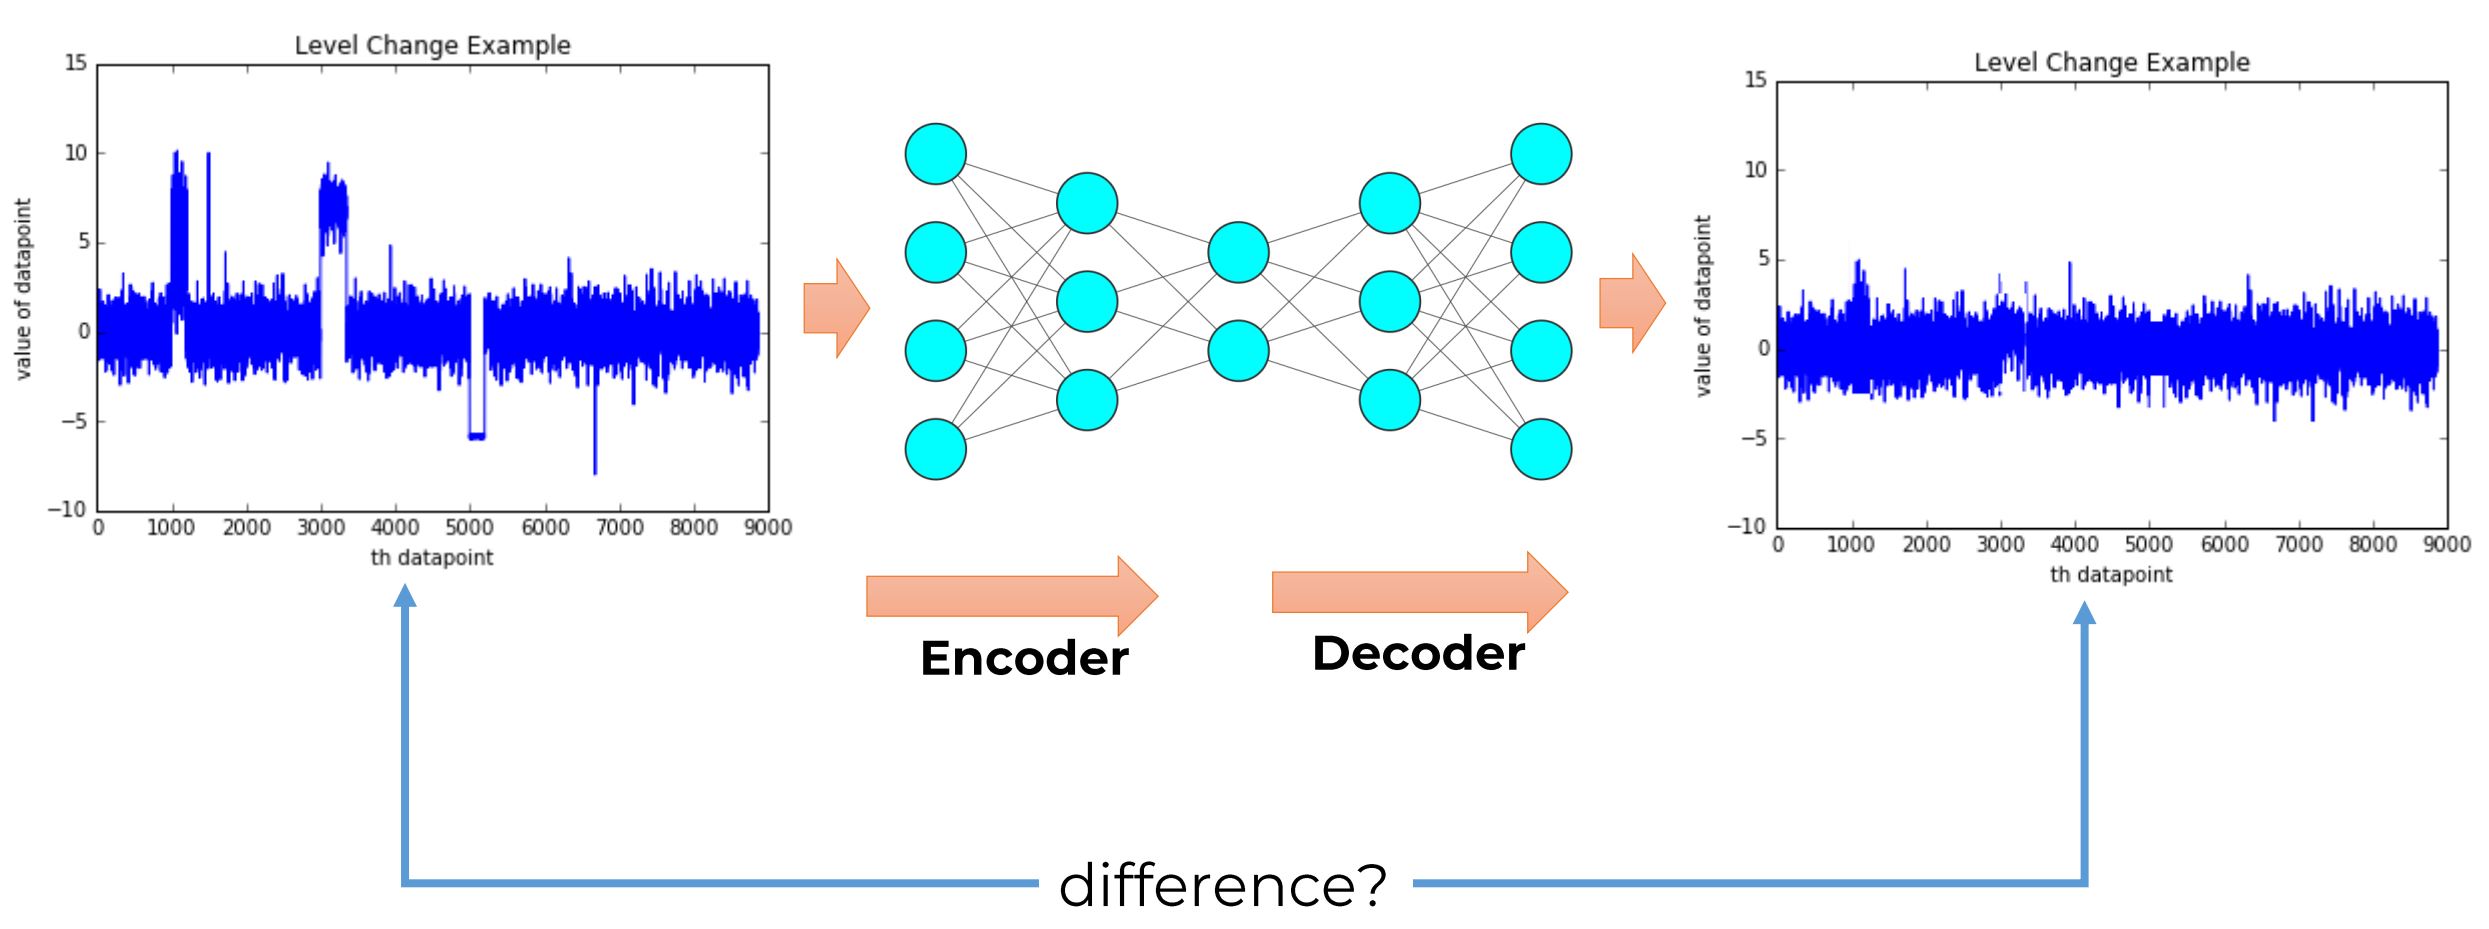 Level Change Example
15
10
5
0
−5
−10
value of datapoint
0 1000 2000 3000 4000 5000 6000 7000 8000 9000
th datapoint
Encoder
Decoder
Level Change Example
15
10
5
0
−5
−10
value of datapoint
0 1000 2000 3000 4000 5000 6000 7000 8000 9000
th datapoint
difference?